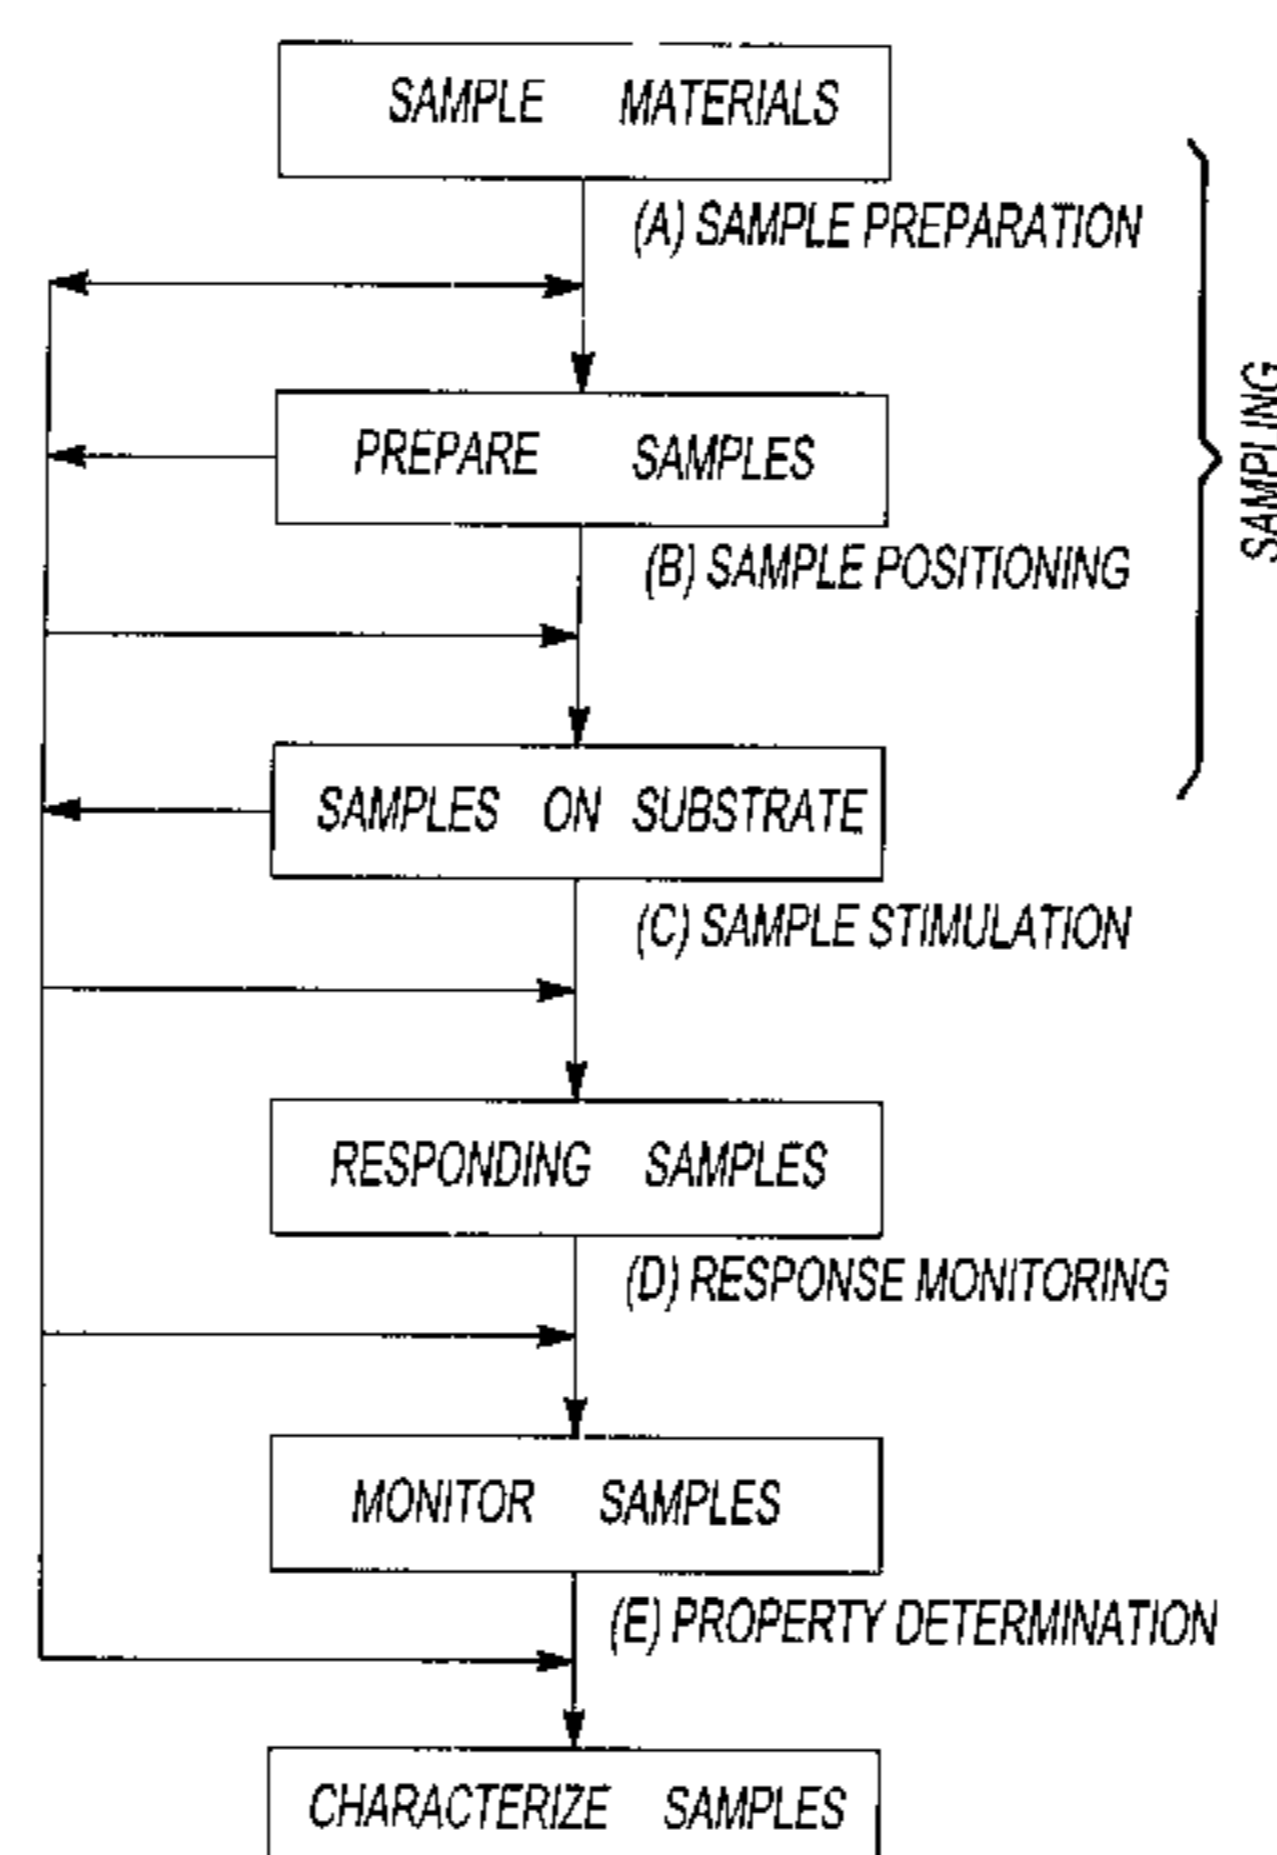 SAMPLE MATERIALS
(A) SAMPLE PREPARATION
PREPARE SAMPLES
(B) SAMPLE POSITIONING
SAMPLING
SAMPLES ON SUBSTRATE
(C) SAMPLE STIMULATION
RESPONDING SAMPLES
(D) RESPONSE MONITORING
MONITOR SAMPLES
(E) PROPERTY DETERMINATION
CHARACTERIZE SAMPLES